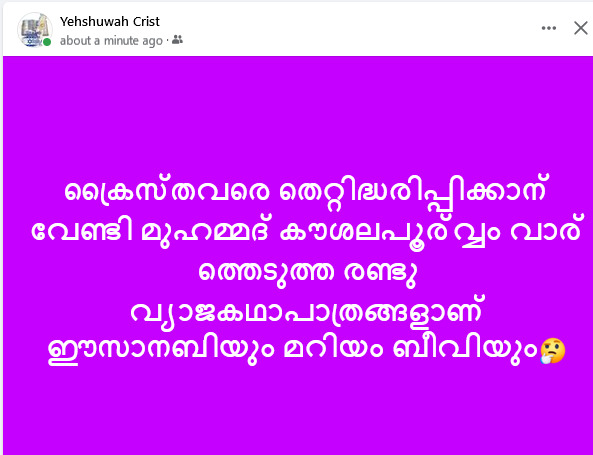 Yehshuwah Crist
about a minute ago ·
ക്രൈസ്തവരെ തെറ്റിദ്ധരിപ്പിക്കാന്
വേണ്ടി മുഹമ്മദ് കൗശലപൂര്വ്വം വാര്
ത്തെടുത്ത രണ്ടു
വ്യാജകഥാപാത്രങ്ങളാണ്
ഈസാനബിയും മറിയം ബീവിയും🤔